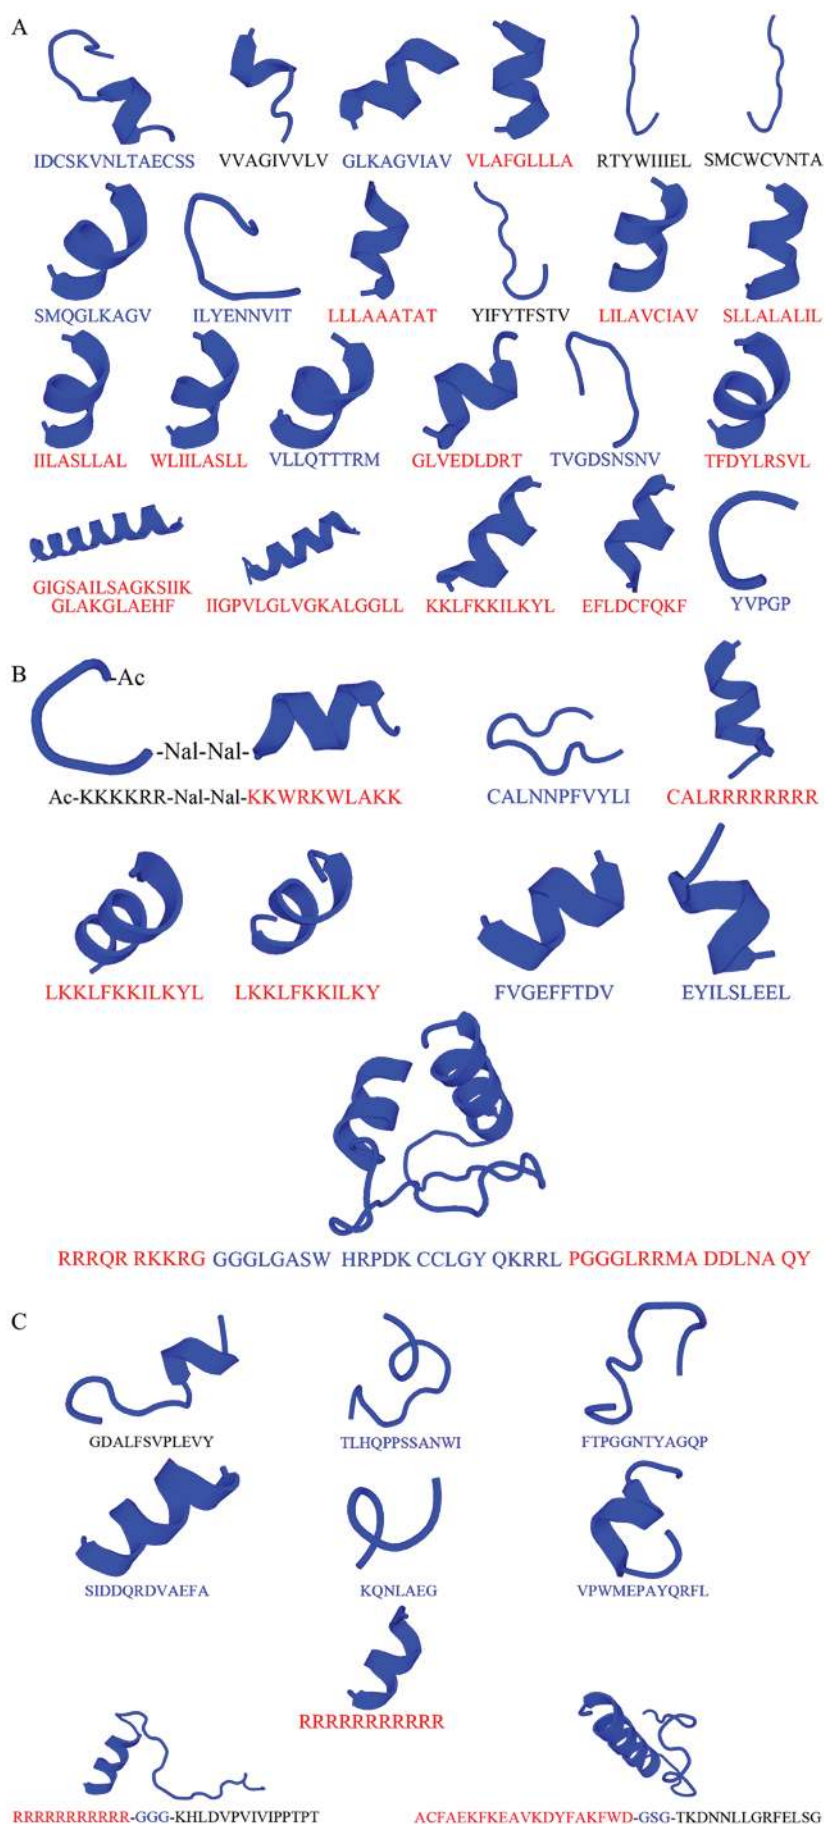 A
IDCSKVNLTAECSS VVAGIVVLV GLKAGVIAV VLAFGLLLA RTYWIIIEL SMCWCVNTA
SMQGLKAGV ILYENNVIT LLLAAATAT YIFYTFSTV LILAVCIAV SLLALALIL
IILASLLAL WLIILASLL VLLQTTTRM GLVEDLDRT TVGDSNSNV TFDYLRSVL
GIGSAILSAGKSIIK
GLAKGLAEHF IIGPVLGLVGKALGGLL KKLFKKILKYL EFLDCFQKF YVPGP
B
-Ac
-Nal-Nal-
Ac-KKKKRR-Nal-Nal-KKWRKWLAKK CALNNPFVYLI CALRRRRRRRR
LKKLFKKILKYL LKKLFKKILKY FVGEFFTDV EYILSLEEL
RRRQR RKKRG GGGLGASW HRPDK CCLGY QKRRL PGGGLRRMA DDLNA QY
C
GDALFSVPLEVY TLHQPPSSANWI FTPGGNTYAGQP
SIDDQRDVAEFA KQNLAEG VPWMEPAYQRFL
RRRRRRRRRRR
RRRRRRRRRRR-GGG-KHLDVPVIVIPPTPT ACFAEKFKEAVKDYFAKFWD-GSG-TKDNNLLGRFELSG